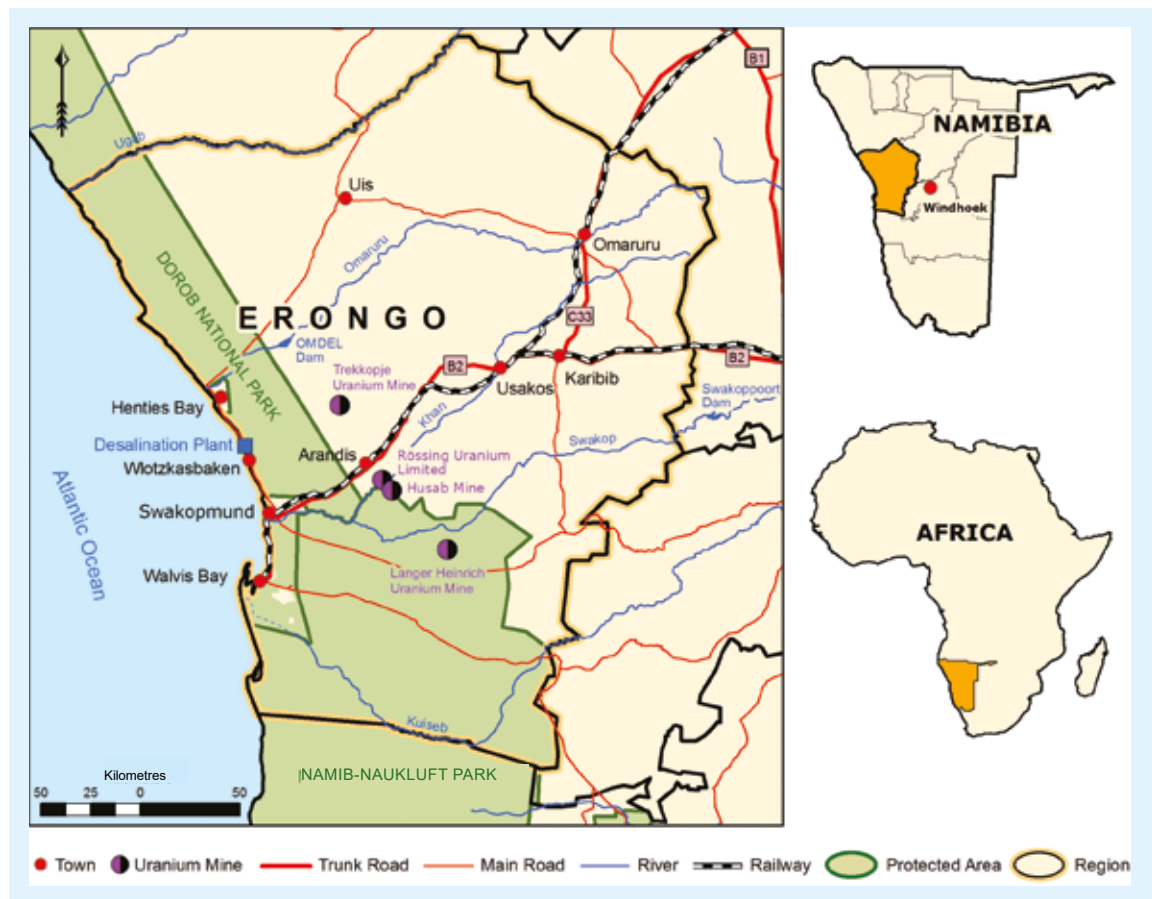 B1
Ugab
Uis
Omaruru
Omaruru
DOROB NATIONAL PARK
ERONGO
C33
OMDEL
Dam
B2
B2
Trekkopje
Uranium Mine
Usakos
Karibib
Henties Bay
Khan
Swakoppoort
Dam
Desalination Plant
Wlotzkasbaken
Arandis
Swakop
Rössing Uranium
Limited
Husab Mine
Swakopmund
Atlantic Ocean
Walvis Bay
Langer Heinrich
Uranium Mine
Kuiseb
NAMIB-NAUKLUFT PARK
Kilometres
50 25 0 50
NAMIBIA
Windhoek
AFRICA
Town Uranium Mine Trunk Road Main Road River Railway Protected Area Region